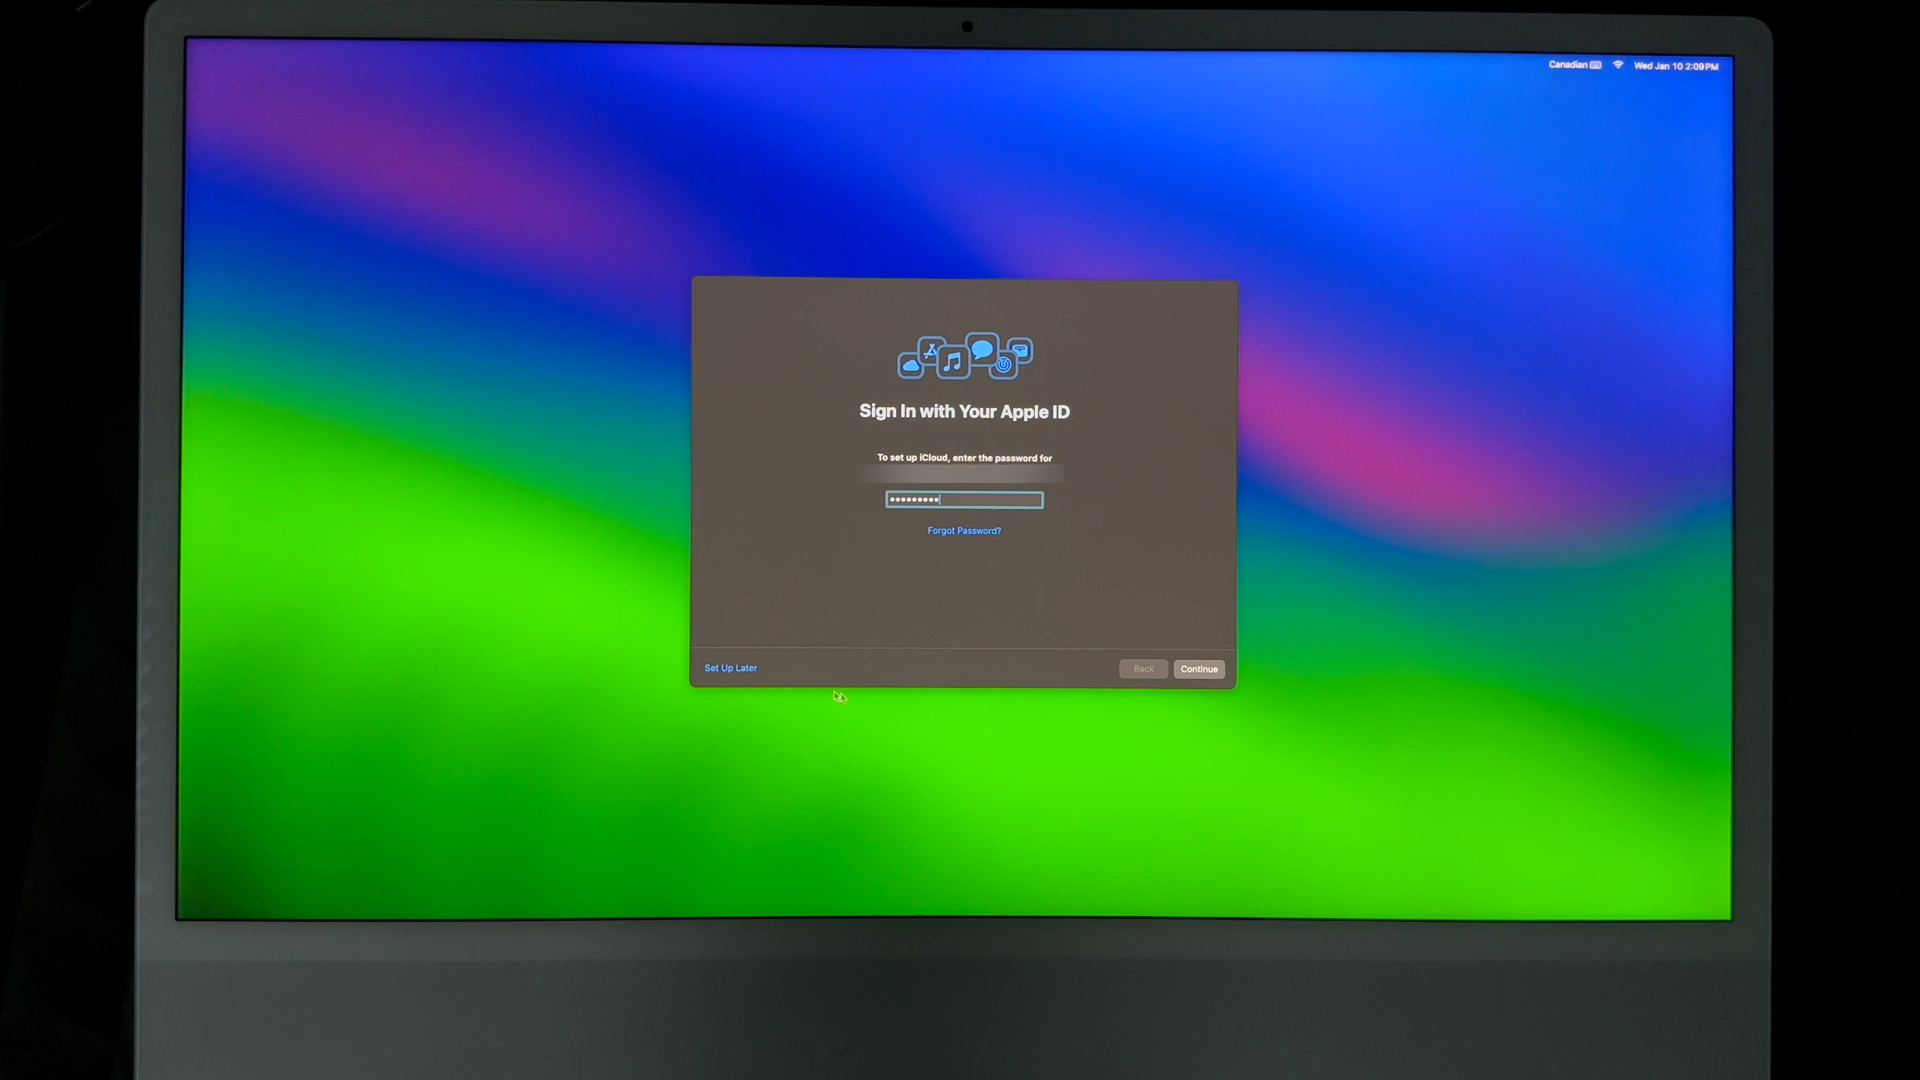 Canadian Wed Jan 10 2:09 PM
Sign In with Your Apple ID
To set up iCloud, enter the password for
•••••••••
Forgot Password?
Set Up Later
Back
Continue